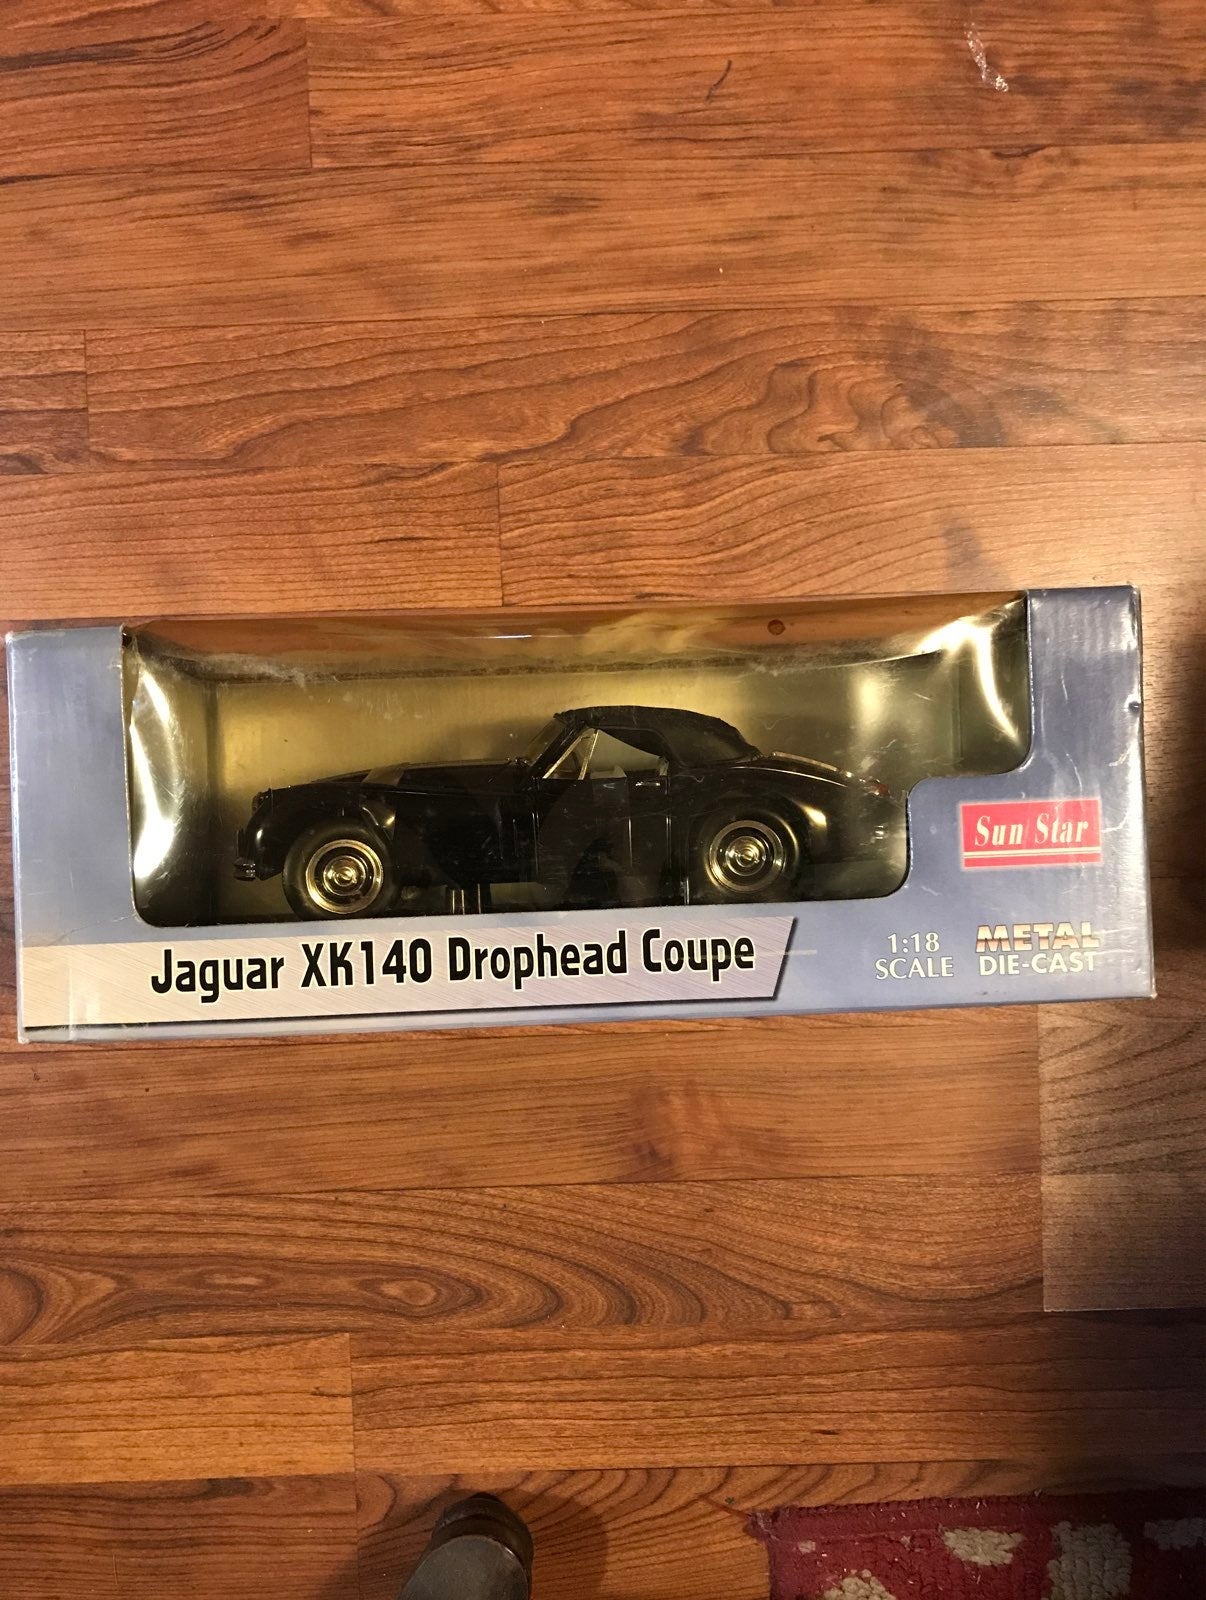 Sun Star
Jaguar XK140 Drophead Coupe
1:18
SCALE
METAL
DIE-CAST